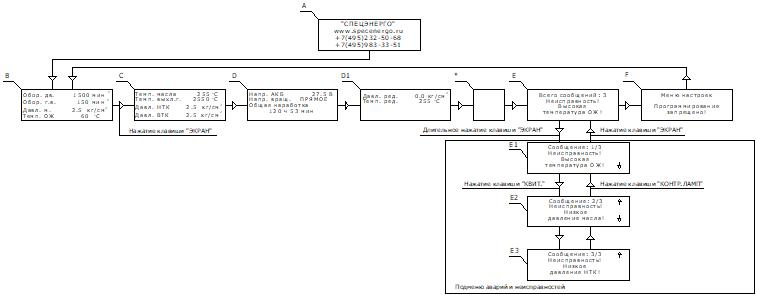 A
"СПЕЦЭНЕРГО"
www.specenergo.ru
+7(495)232-50-68
+7(495)983-33-51
B
Обор. дв. 1500 мин
Обор. г.в. 150 мин
Давл. м. 2.5 кг/см²
Темп. ОЖ 60 °С
C
Темп. масла 255 °С
Темп. выхл.г. 2550 °С
Давл. НТК 2.5 кг/см²
Давл. ВТК 2.5 кг/см²
D
Напр. АКБ 27.5 В
Напр. вращ. ПРЯМОЕ
Общая наработка
120 ч 53 мин
D1
Давл. ред. 0.0 кг/см²
Темп. ред. 255 °С
*
E
Всего сообщений: 3
Неисправность!
Высокая
температура ОЖ!
F
Меню настроек
Программирование
запрещено!
Нажатие клавиши "ЭКРАН"
Длительное нажатие клавиши "ЭКРАН"
Нажатие клавиши "ЭКРАН"
E1
Сообщение: 1/3
Неисправность!
Высокая
температура ОЖ!
Нажатие клавиши "КВИТ."
Нажатие клавиши "КОНТР.ЛАМП"
E2
Сообщение: 2/3
Неисправность!
Низкое
давление масла!
E3
Сообщение: 3/3
Неисправность!
Низкое
давление НТК!
Подменю аварий и неисправностей